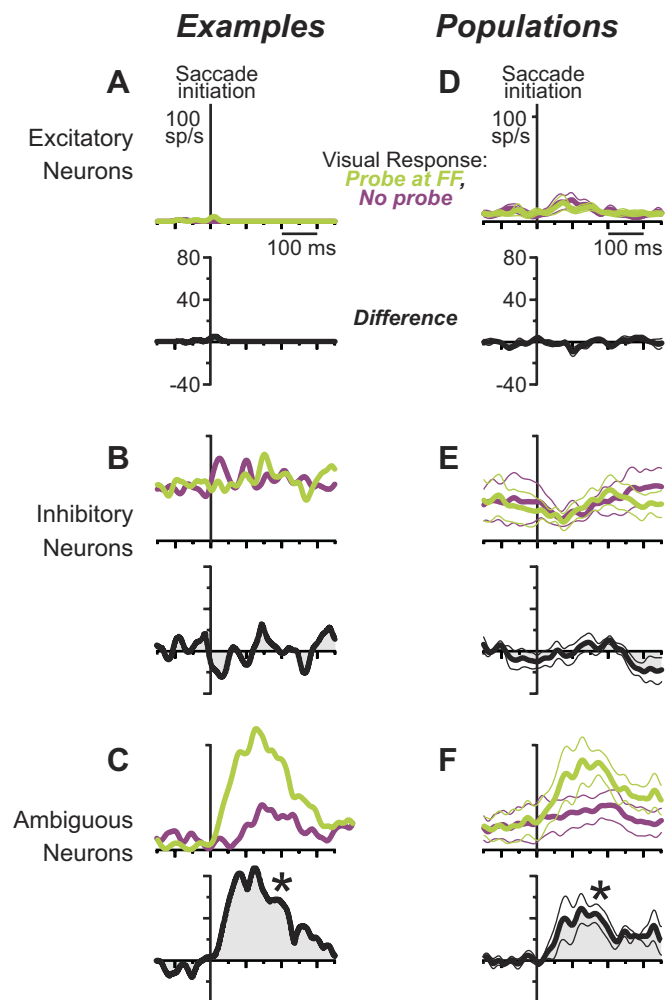 Examples
Populations
A
Saccade
initiation
100
sp/s
Excitatory
Neurons
100 ms
D
Saccade
initiation
100
sp/s
Visual Response:
Probe at FF,
No probe
100 ms
80
40
0
-40
Difference
80
40
0
-40
B
Inhibitory
Neurons
E
C
Ambiguous
Neurons
*
F
*